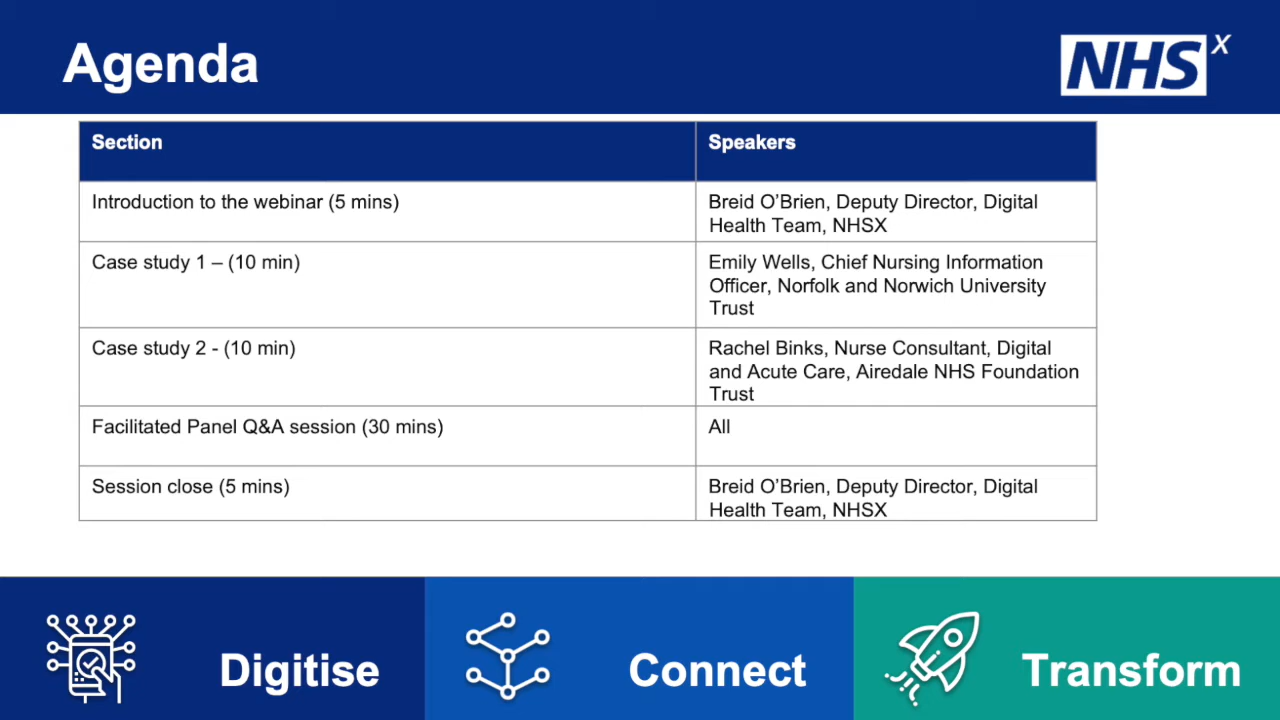 Agenda
NHS X
Section
Speakers
Introduction to the webinar (5 mins)
Breid O’Brien, Deputy Director, Digital
Health Team, NHSX
Case study 1 – (10 min)
Emily Wells, Chief Nursing Information
Officer, Norfolk and Norwich University
Trust
Case study 2 - (10 min)
Rachel Binks, Nurse Consultant, Digital
and Acute Care, Airedale NHS Foundation
Trust
Facilitated Panel Q&A session (30 mins)
All
Session close (5 mins)
Breid O’Brien, Deputy Director, Digital
Health Team, NHSX
Digitise
Connect
Transform